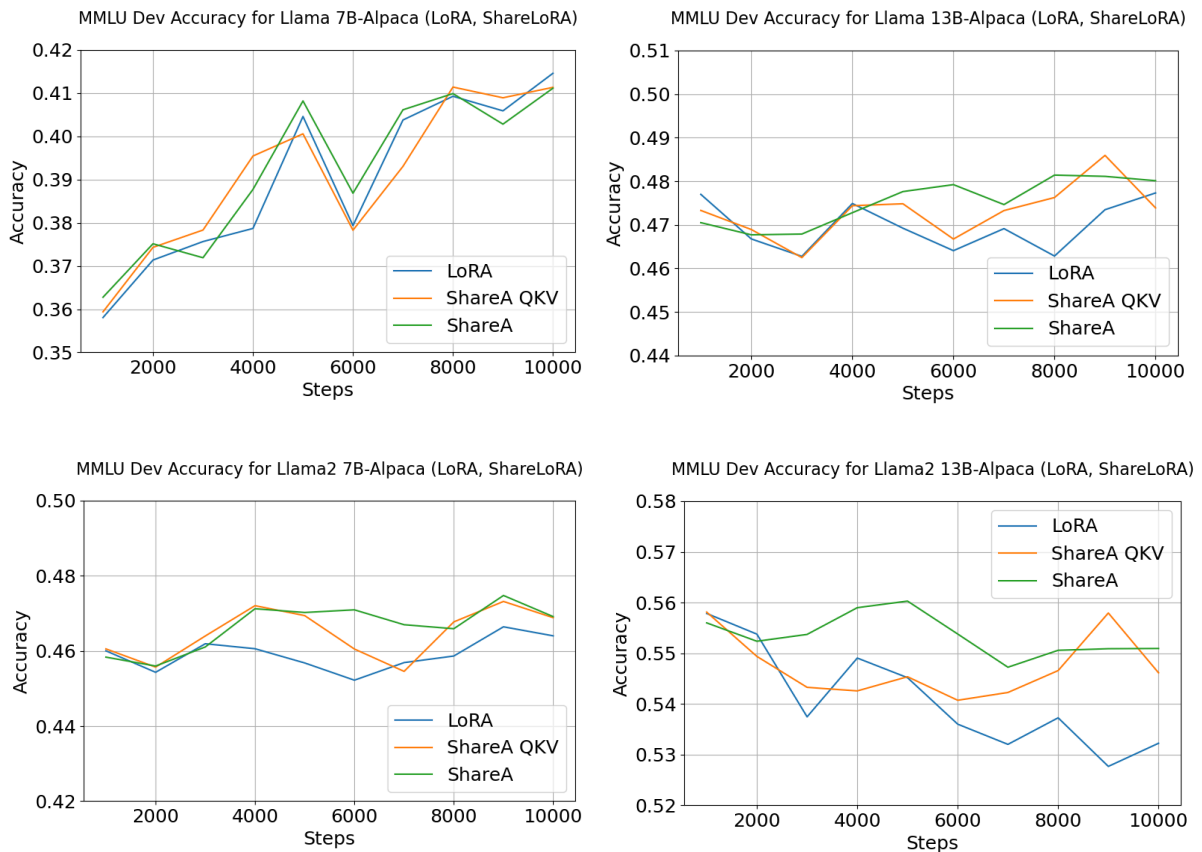 MMLU Dev Accuracy for Llama 7B-Alpaca (LoRA, ShareLoRA)
0.42
0.41
0.40
0.39
0.38
0.37
0.36
0.35
Accuracy
LoRA
ShareA QKV
ShareA
2000 4000 6000 8000 10000
Steps
MMLU Dev Accuracy for Llama 13B-Alpaca (LoRA, ShareLoRA)
0.51
0.50
0.49
0.48
0.47
0.46
0.45
0.44
Accuracy
LoRA
ShareA QKV
ShareA
2000 4000 6000 8000 10000
Steps
MMLU Dev Accuracy for Llama2 7B-Alpaca (LoRA, ShareLoRA)
0.50
0.48
0.46
0.44
0.42
Accuracy
LoRA
ShareA QKV
ShareA
2000 4000 6000 8000 10000
Steps
MMLU Dev Accuracy for Llama2 13B-Alpaca (LoRA, ShareLoRA)
0.58
0.57
0.56
0.55
0.54
0.53
0.52
Accuracy
LoRA
ShareA QKV
ShareA
2000 4000 6000 8000 10000
Steps